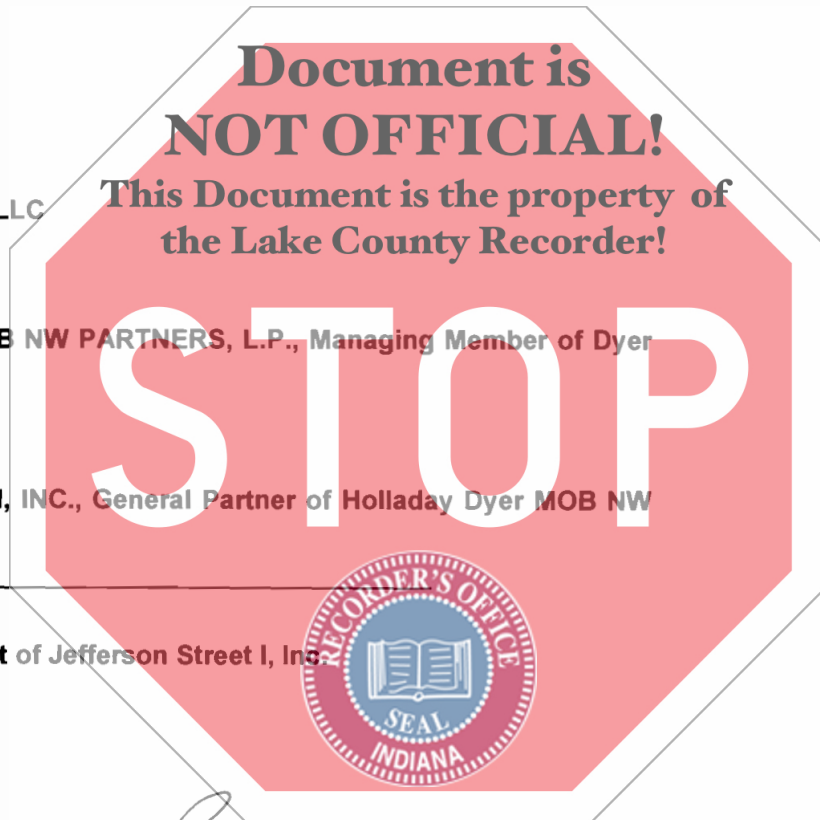 Document is
NOT OFFICIAL!
This Document is the property of
LLC
the Lake County Recorder!
STOP
B NW PARTNERS, L.P., Managing Member of Dyer
, INC., General Partner of Holladay Dyer MOB NW
RECORDER'S OFFICE
t of Jefferson Street I, Inc.
SEAL
INDIANA